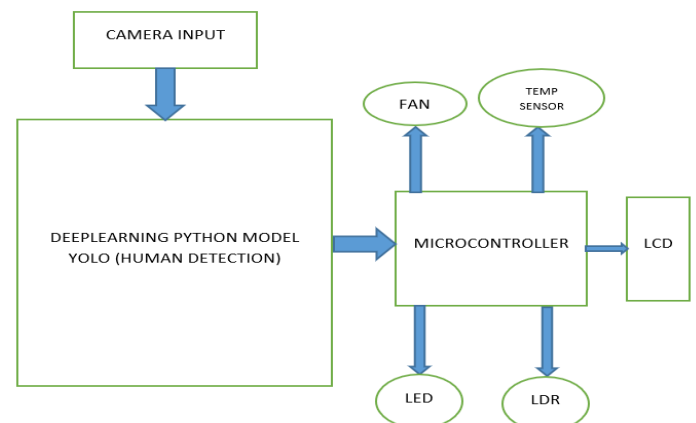 CAMERA INPUT
FAN
TEMP
SENSOR
DEEPLEARNING PYTHON MODEL
YOLO (HUMAN DETECTION)
MICROCONTROLLER
LCD
LED
LDR